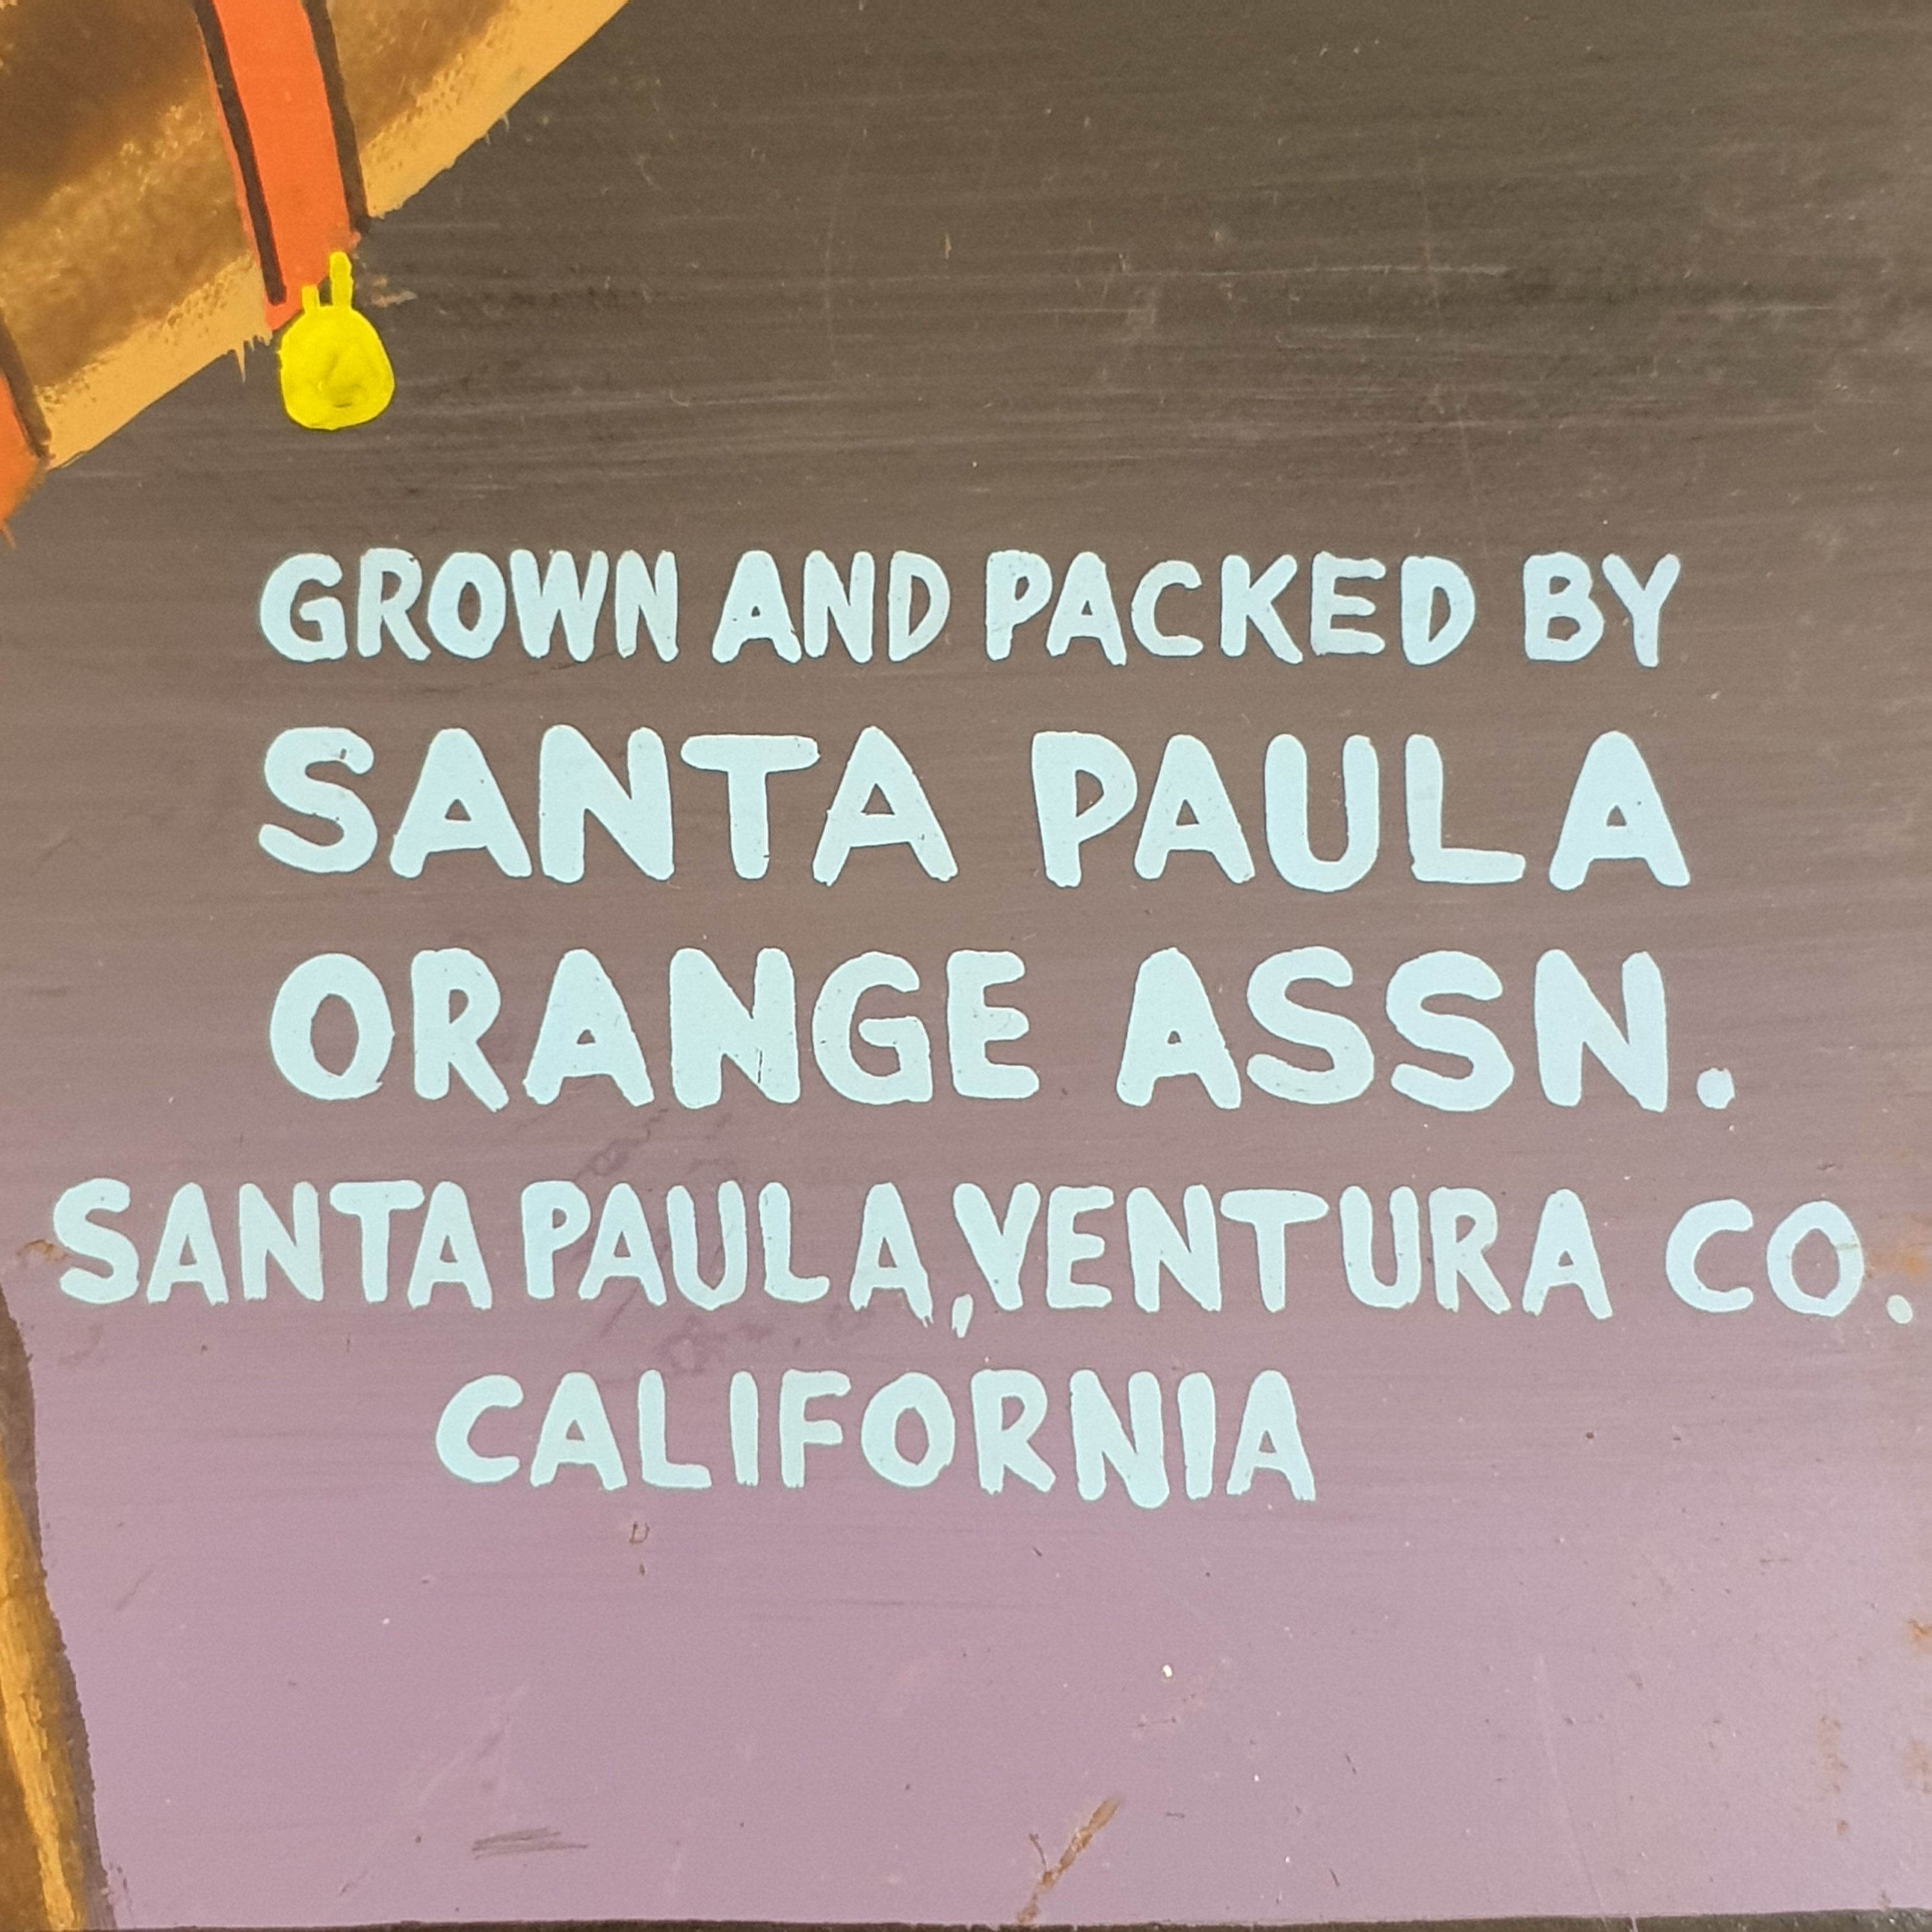 GROWN AND PACKED BY
SANTA PAULA
ORANGE ASSN.
SANTA PAULA, VENTURA CO.
CALIFORNIA